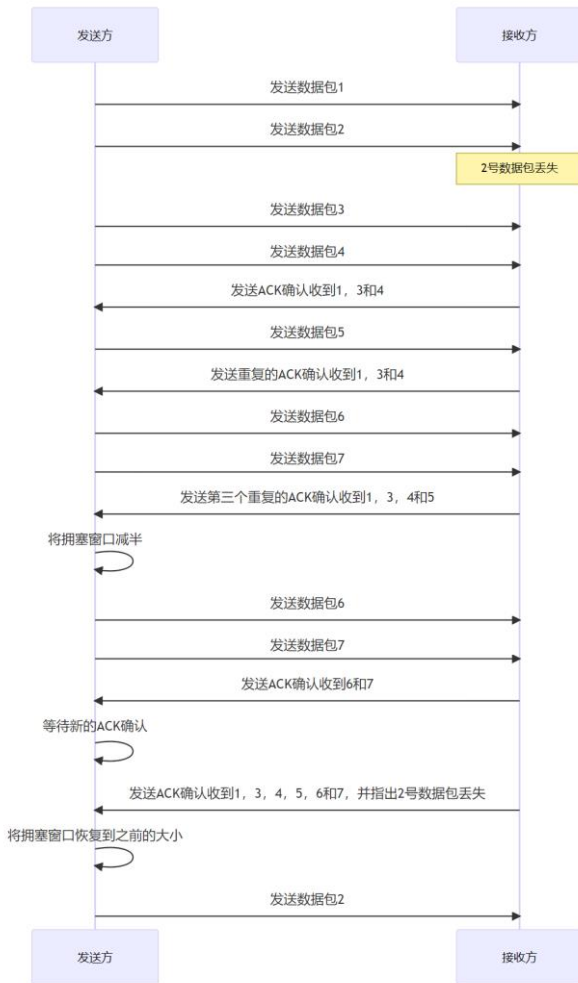 发送方
接收方
发送数据包1
发送数据包2
2号数据包丢失
发送数据包3
发送数据包4
发送ACK确认收到1，3和4
发送数据包5
发送重复的ACK确认收到1，3和4
发送数据包6
发送数据包7
发送第三个重复的ACK确认收到1，3，4和5
将拥塞窗口减半
发送数据包6
发送数据包7
发送ACK确认收到6和7
等待新的ACK确认
发送ACK确认收到1，3，4，5，6和7，并指出2号数据包丢失
将拥塞窗口恢复到之前的大小
发送数据包2
发送方
接收方